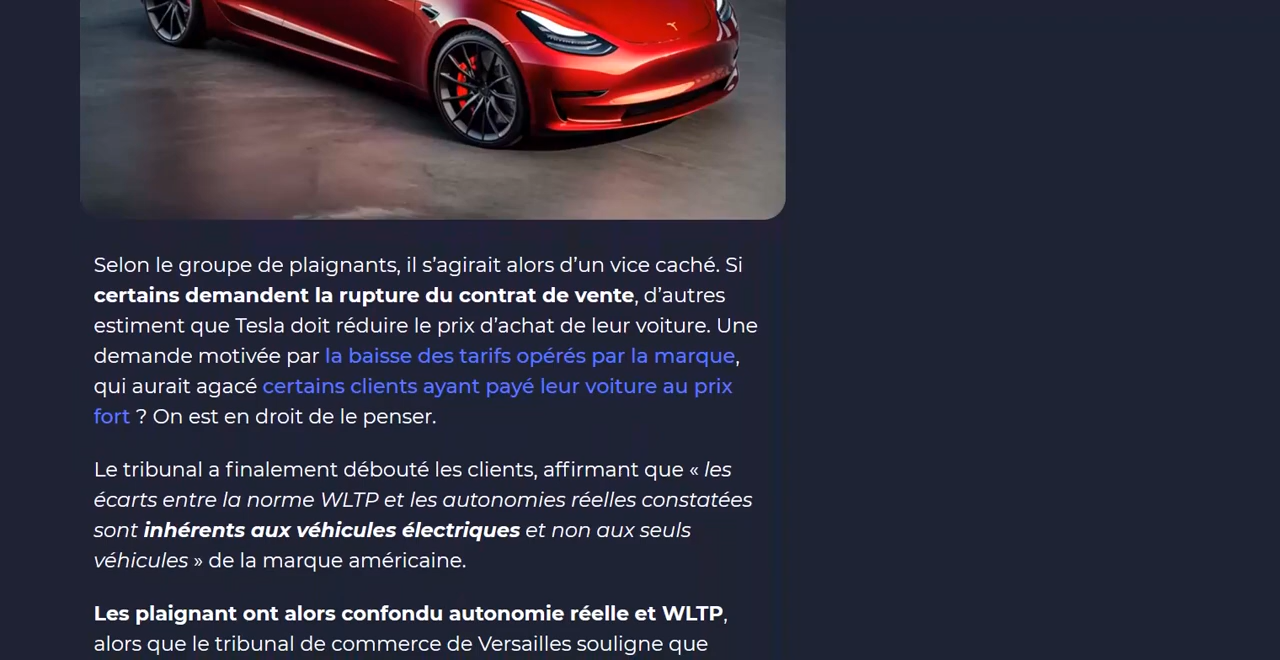 Selon le groupe de plaignants, il s’agirait alors d’un vice caché. Si
certains demandent la rupture du contrat de vente, d’autres
estiment que Tesla doit réduire le prix d’achat de leur voiture. Une
demande motivée par la baisse des tarifs opérés par la marque,
qui aurait agacé certains clients ayant payé leur voiture au prix
fort ? On est en droit de le penser.
Le tribunal a finalement débouté les clients, affirmant que « les
écarts entre la norme WLTP et les autonomies réelles constatées
sont inhérents aux véhicules électriques et non aux seuls
véhicules » de la marque américaine.
Les plaignant ont alors confondu autonomie réelle et WLTP,
alors que le tribunal de commerce de Versailles souligne que